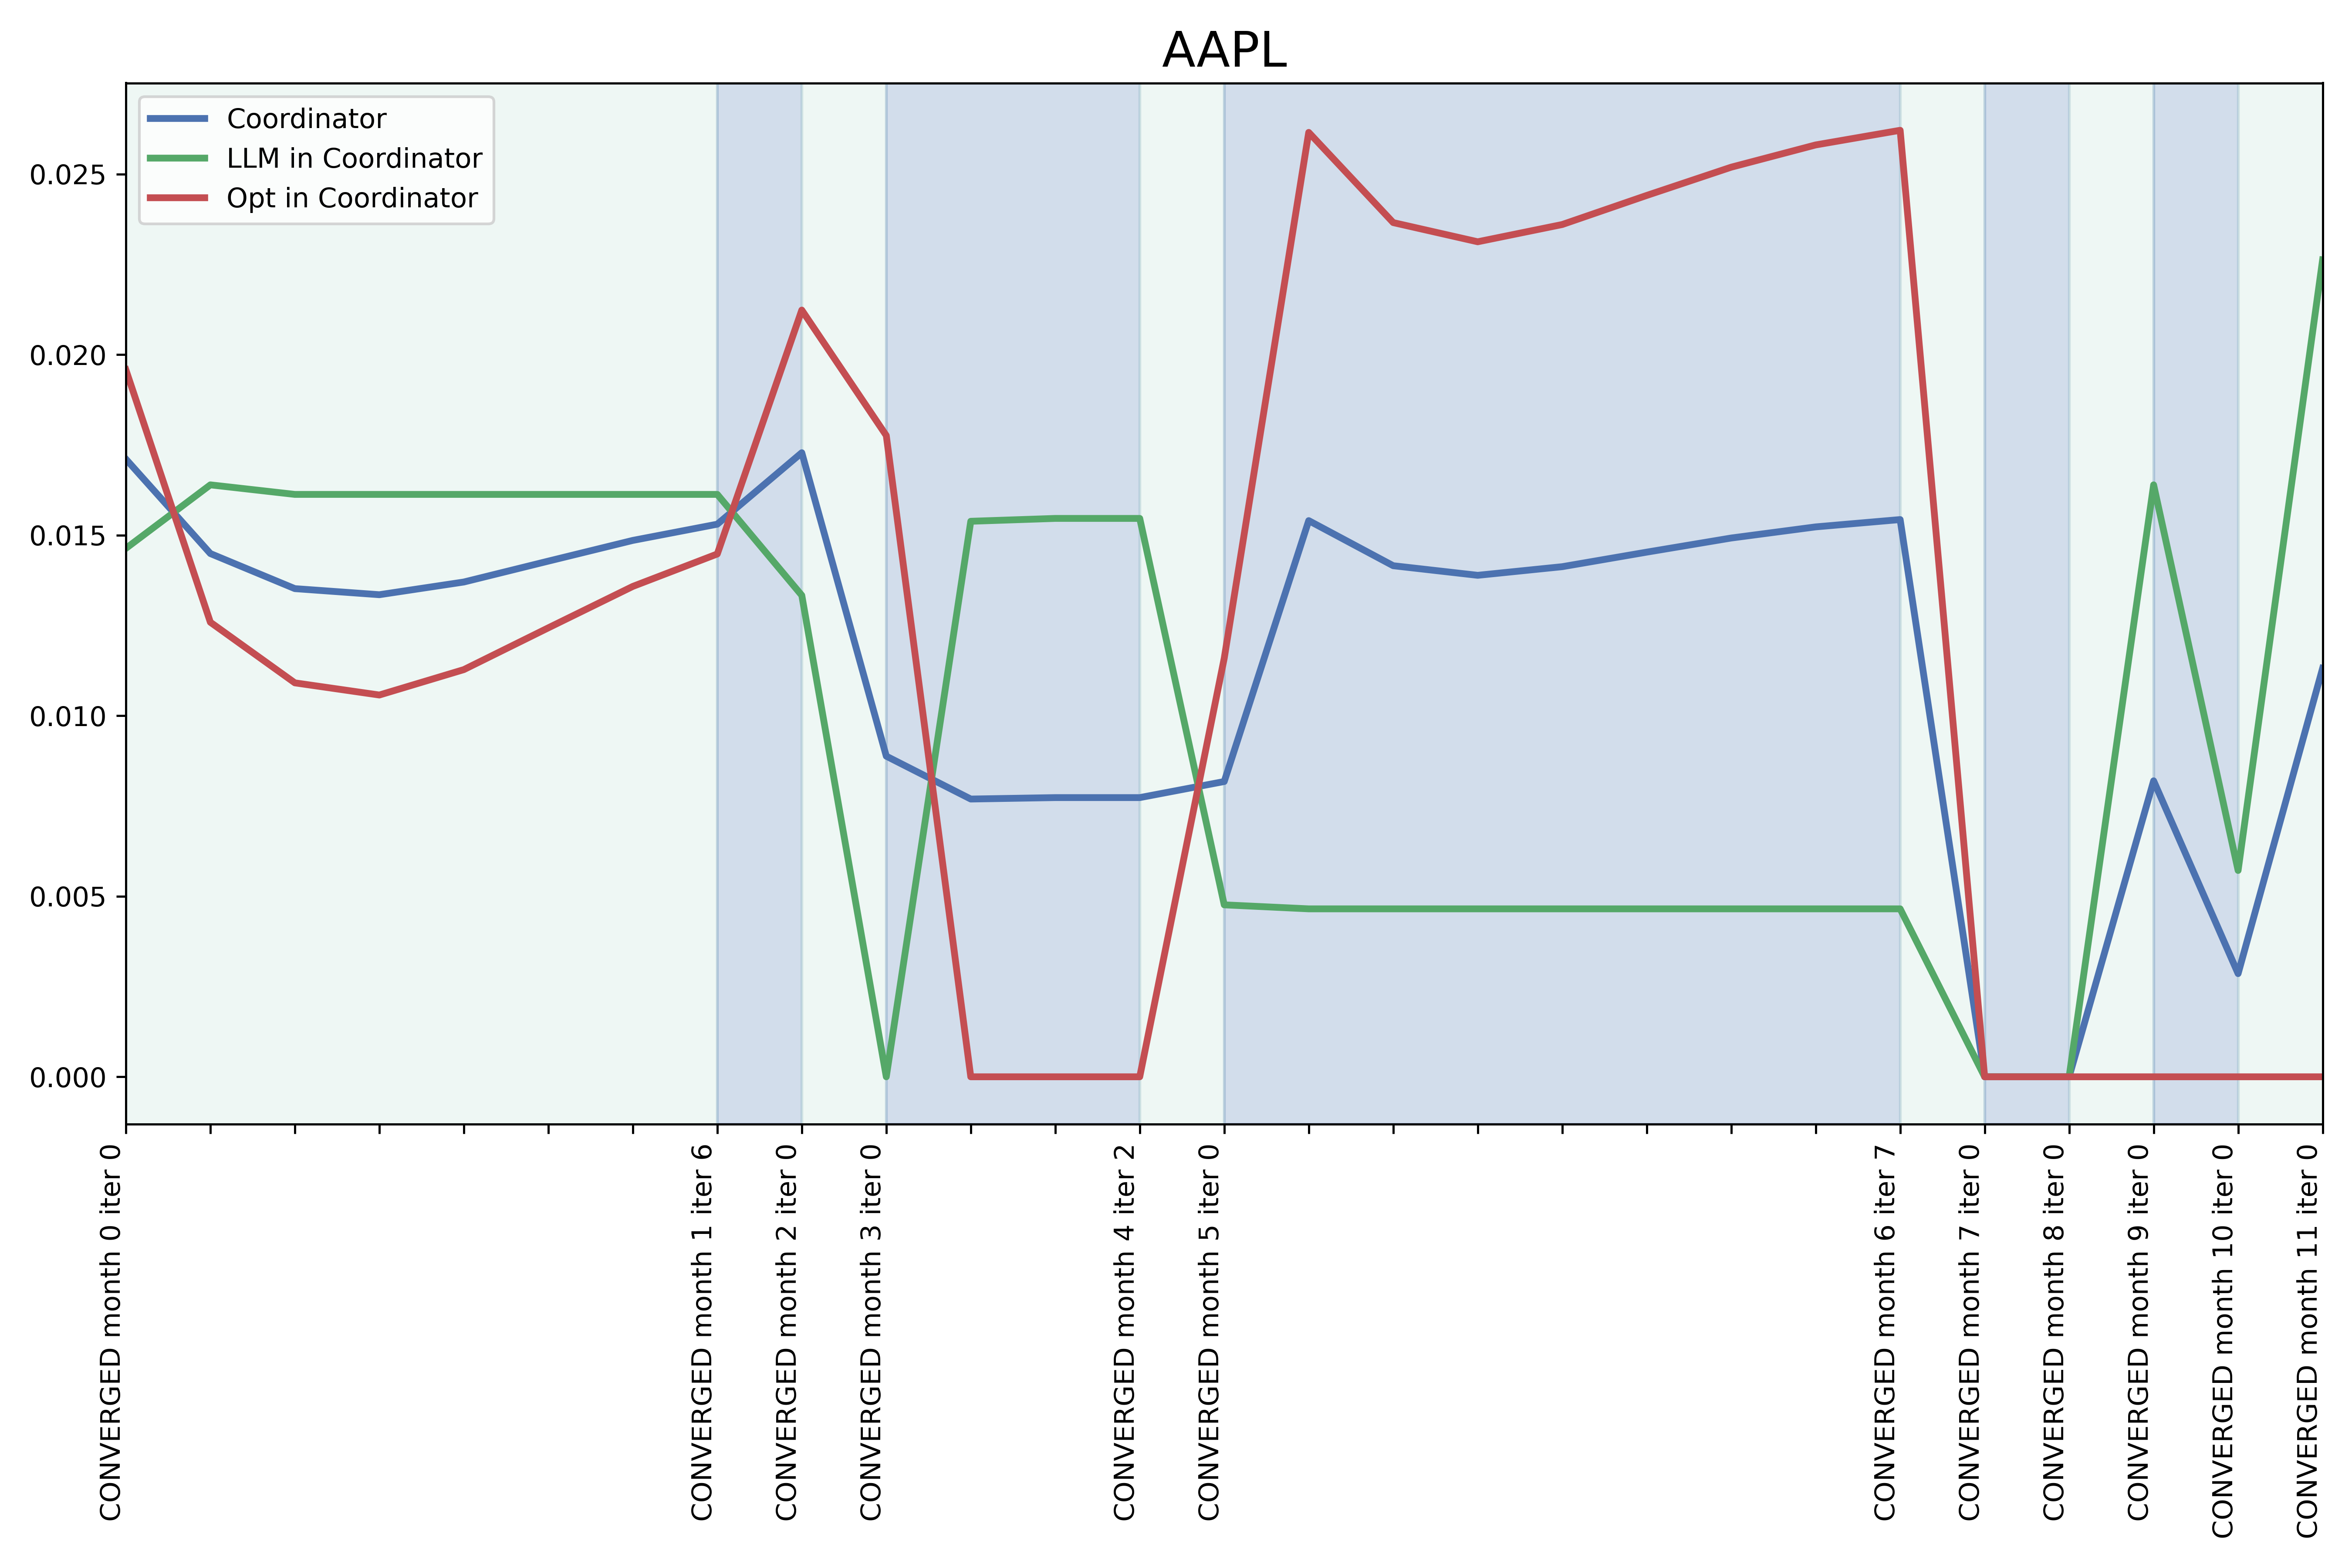 AAPL
Coordinator
LLM in Coordinator
Opt in Coordinator
0.025
0.020
0.015
0.010
0.005
0.000
CONVERGED month 0 iter 0
CONVERGED month 1 iter 6
CONVERGED month 2 iter 0
CONVERGED month 3 iter 0
CONVERGED month 4 iter 2
CONVERGED month 5 iter 0
CONVERGED month 6 iter 7
CONVERGED month 7 iter 0
CONVERGED month 8 iter 0
CONVERGED month 9 iter 0
CONVERGED month 10 iter 0
CONVERGED month 11 iter 0